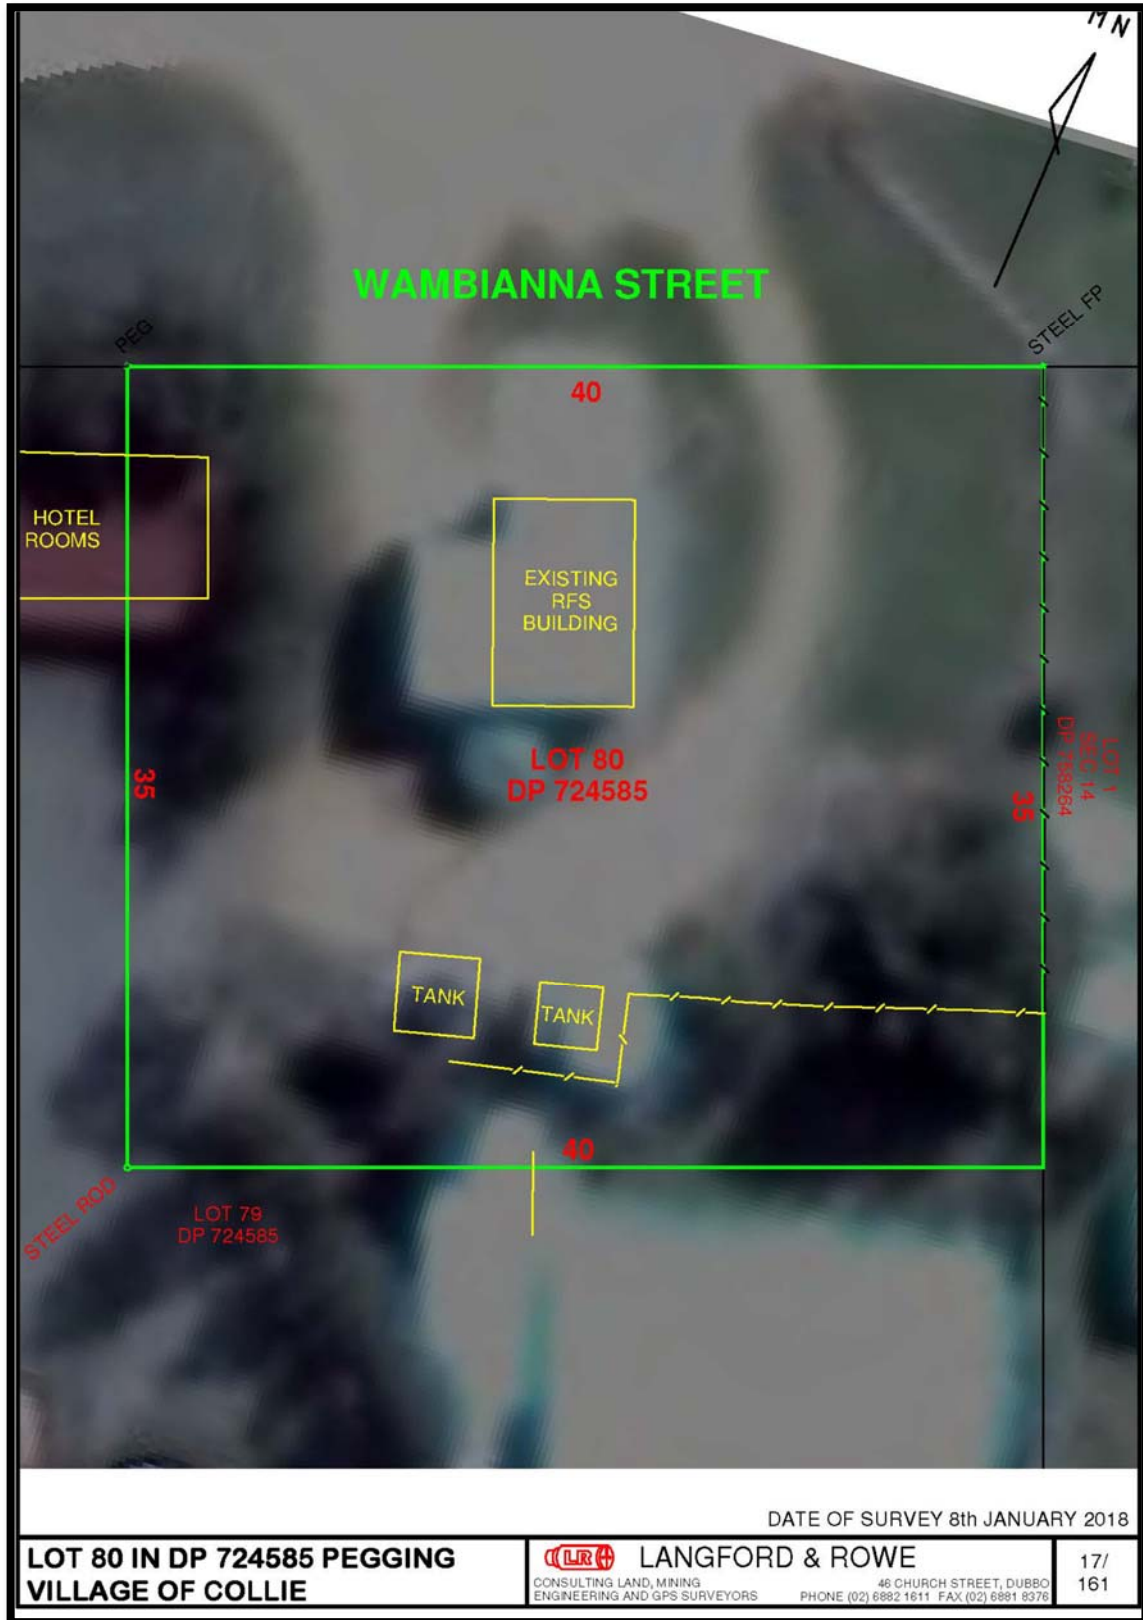 MN
WAMBIANNA STREET
PEG
STEEL FP
40
HOTEL
ROOMS
EXISTING
RFS
BUILDING
LOT 80
DP 724585
35
35
LOT 1
SEC 14
DP 758264
TANK
TANK
40
STEEL ROD
LOT 79
DP 724585
DATE OF SURVEY 8th JANUARY 2018
LOT 80 IN DP 724585 PEGGING
VILLAGE OF COLLIE
LR
LANGFORD & ROWE
CONSULTING LAND, MINING
ENGINEERING AND GPS SURVEYORS
46 CHURCH STREET, DUBBO
PHONE (02) 6882 1611 FAX (02) 6881 8376
17/
161